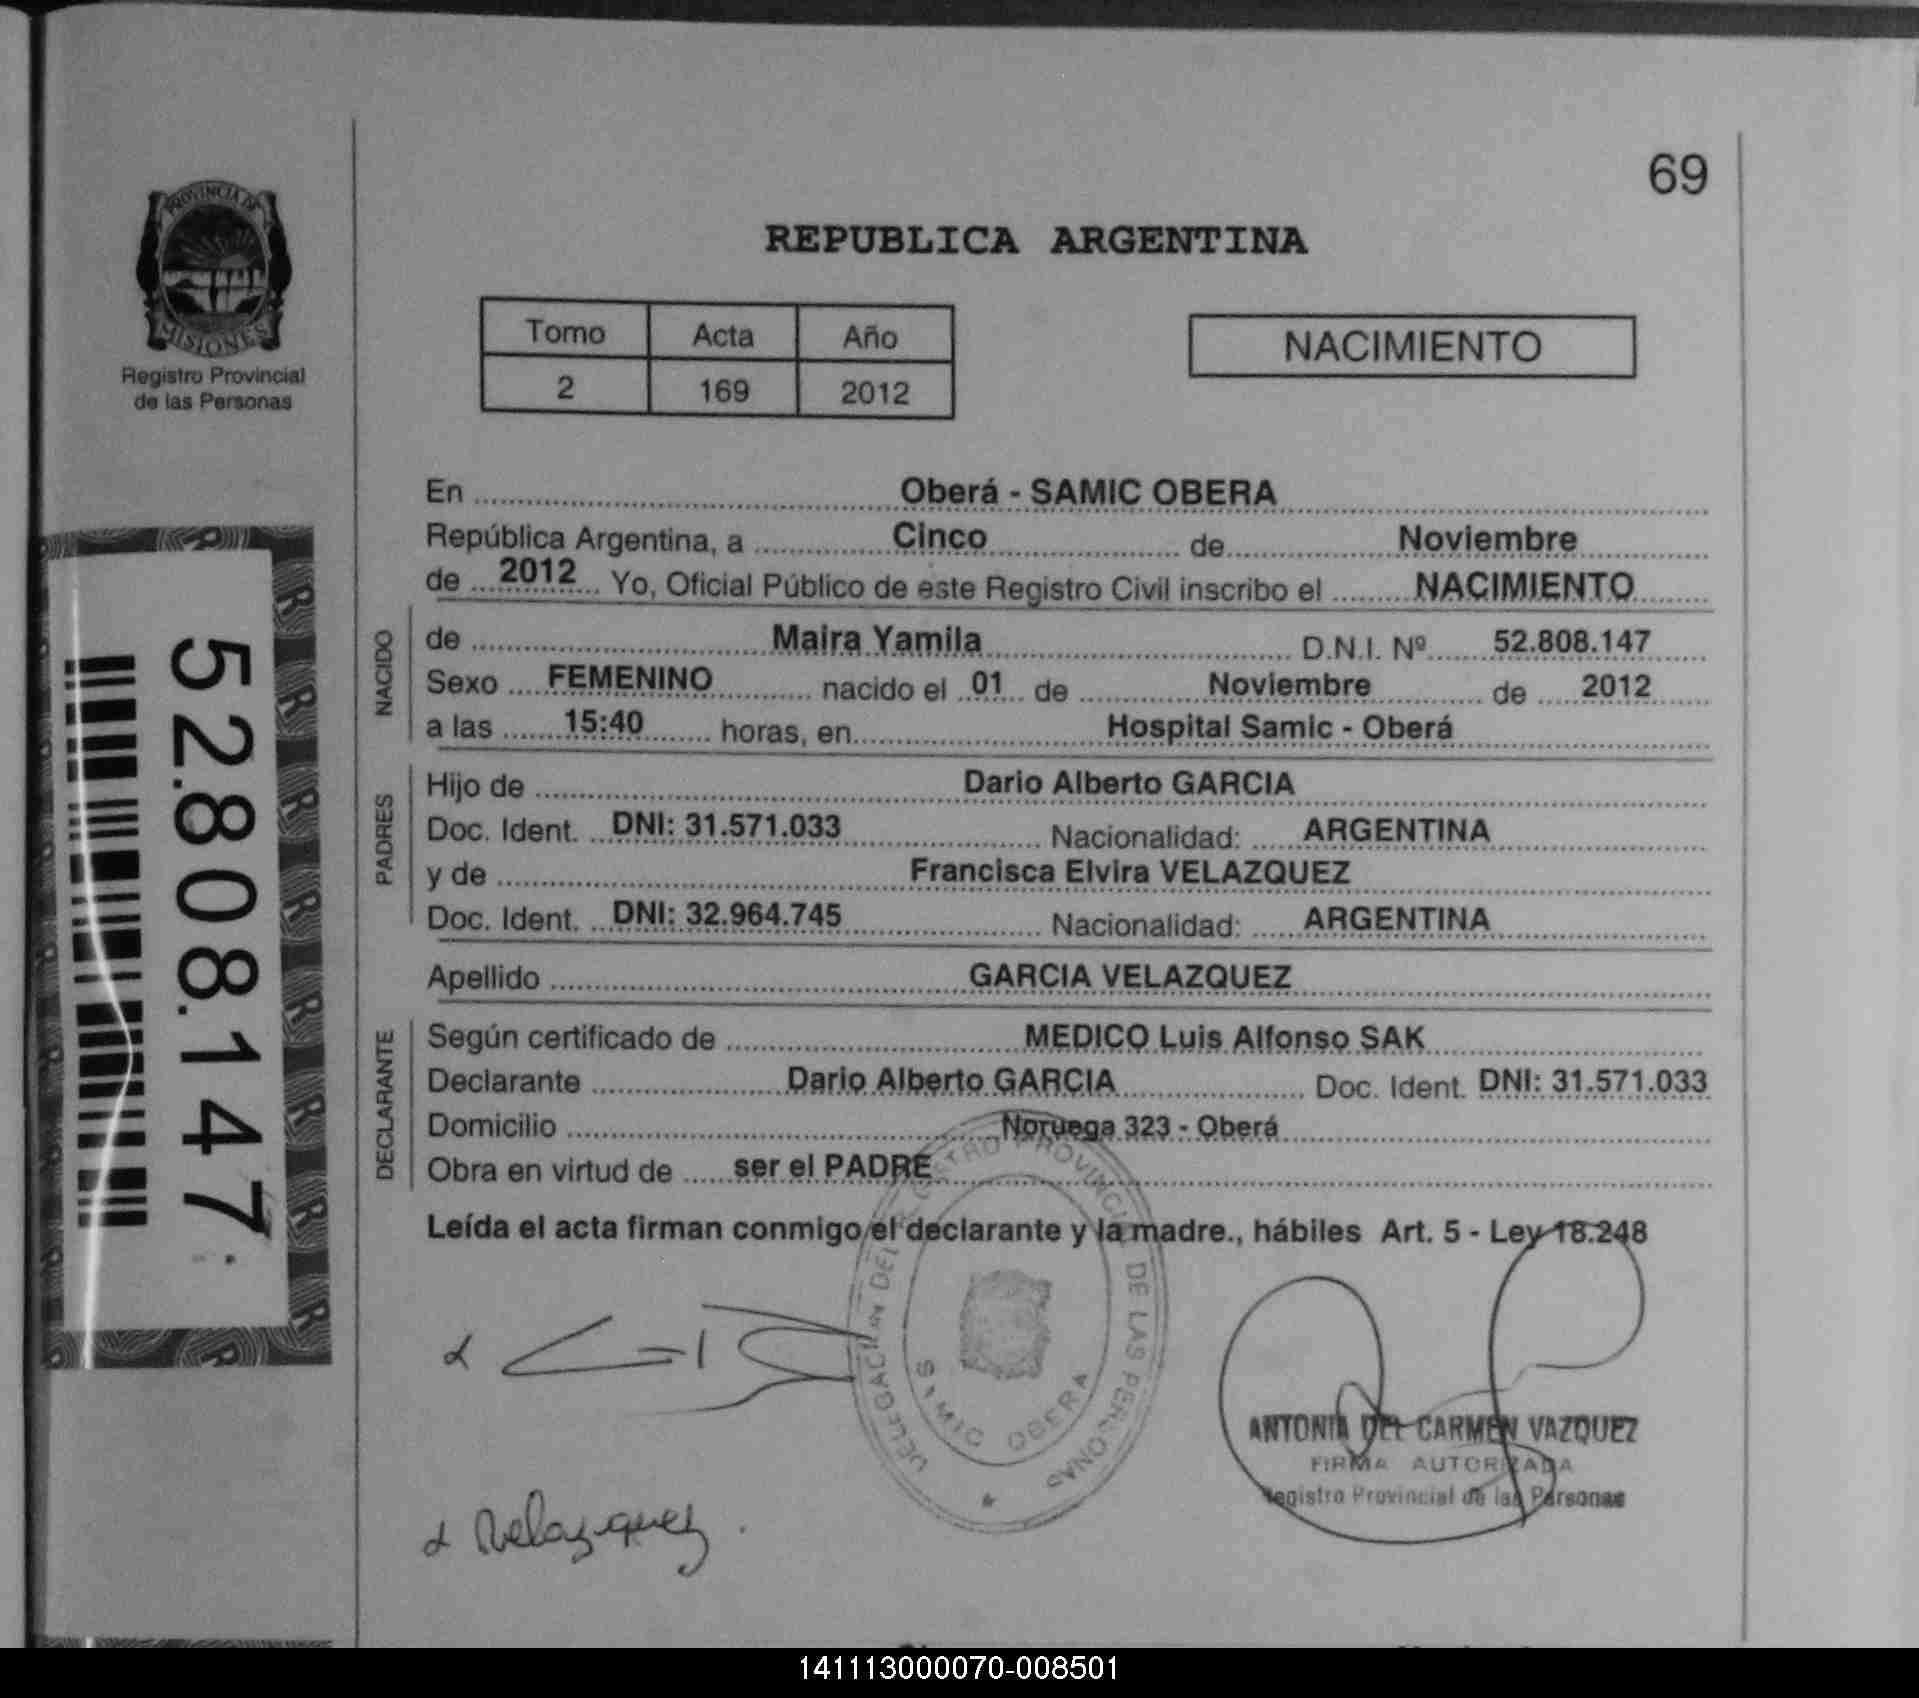 69
PROVINCIA DE
MISIONES
Registro Provincial
de las Personas
REPUBLICA ARGENTINA
Tomo Acta Año
2 169 2012
NACIMIENTO
52.808.147
En Oberá - SAMIC OBERA
República Argentina, a Cinco de Noviembre
de 2012 Yo, Oficial Público de este Registro Civil inscribo el NACIMIENTO
NACIDO
de Maira Yamila D.N.I. Nº 52.808.147
Sexo FEMENINO nacido el 01 de Noviembre de 2012
a las 15:40 horas, en Hospital Samic - Oberá
PADRES
Hijo de Dario Alberto GARCIA
Doc. Ident. DNI: 31.571.033 Nacionalidad: ARGENTINA
y de Francisca Elvira VELAZQUEZ
Doc. Ident. DNI: 32.964.745 Nacionalidad: ARGENTINA
Apellido GARCIA VELAZQUEZ
DECLARANTE
Según certificado de MEDICO Luis Alfonso SAK
Declarante Dario Alberto GARCIA Doc. Ident. DNI: 31.571.033
Domicilio Noruega 323 - Oberá
Obra en virtud de ser el PADRE
Leída el acta firman conmigo el declarante y la madre., hábiles Art. 5 - Ley 18.248
DELEGACION DEL REGISTRO PROVINCIAL DE LAS PERSONAS
SAMIC OBERA
ANTONIA DEL CARMEN VAZQUEZ
FIRMA AUTORIZADA
Registro Provincial de las Personas
Velazquez.
141113000070-008501